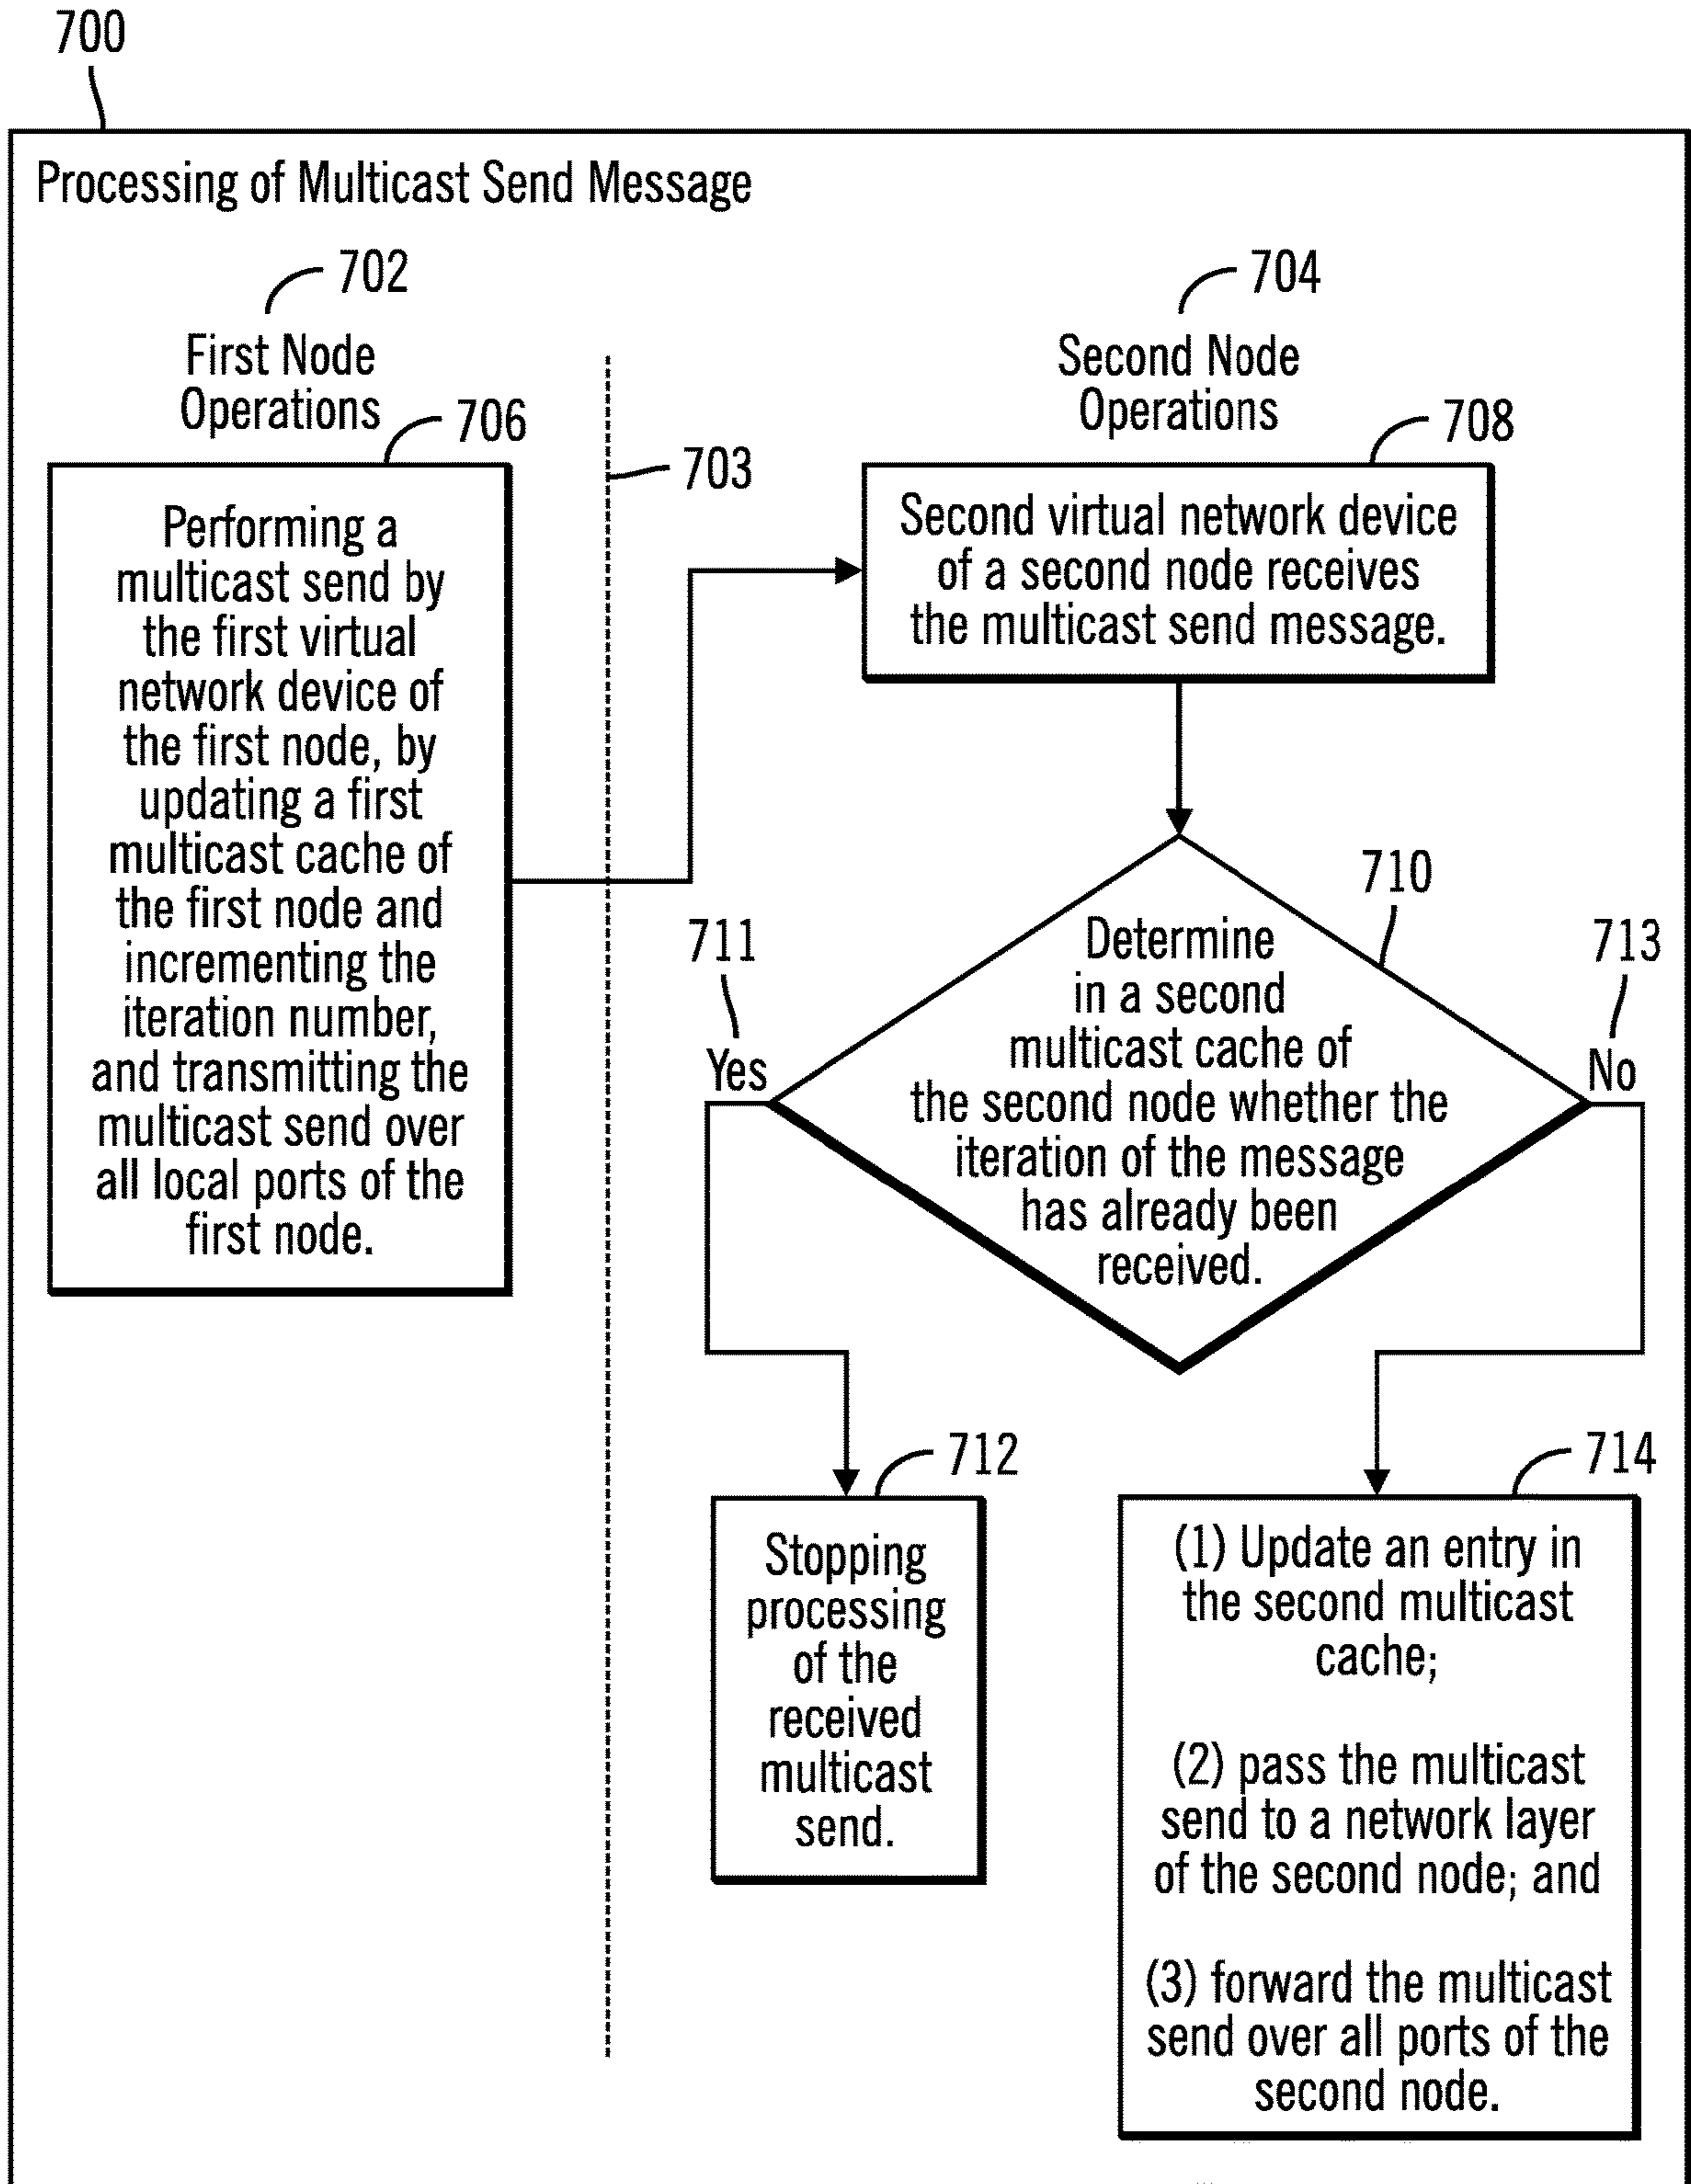 700
Processing of Multicast Send Message
702
First Node
Operations
704
Second Node
Operations
706
Performing a
multicast send by
the first virtual
network device of
the first node, by
updating a first
multicast cache of
the first node and
incrementing the
iteration number,
and transmitting the
multicast send over
all local ports of the
first node.
703
708
Second virtual network device
of a second node receives
the multicast send message.
710
Determine
in a second
multicast cache of
the second node whether the
iteration of the message
has already been
received.
711
Yes
713
No
712
Stopping
processing
of the
received
multicast
send.
714
(1) Update an entry in
the second multicast
cache;
(2) pass the multicast
send to a network layer
of the second node; and
(3) forward the multicast
send over all ports of the
second node.